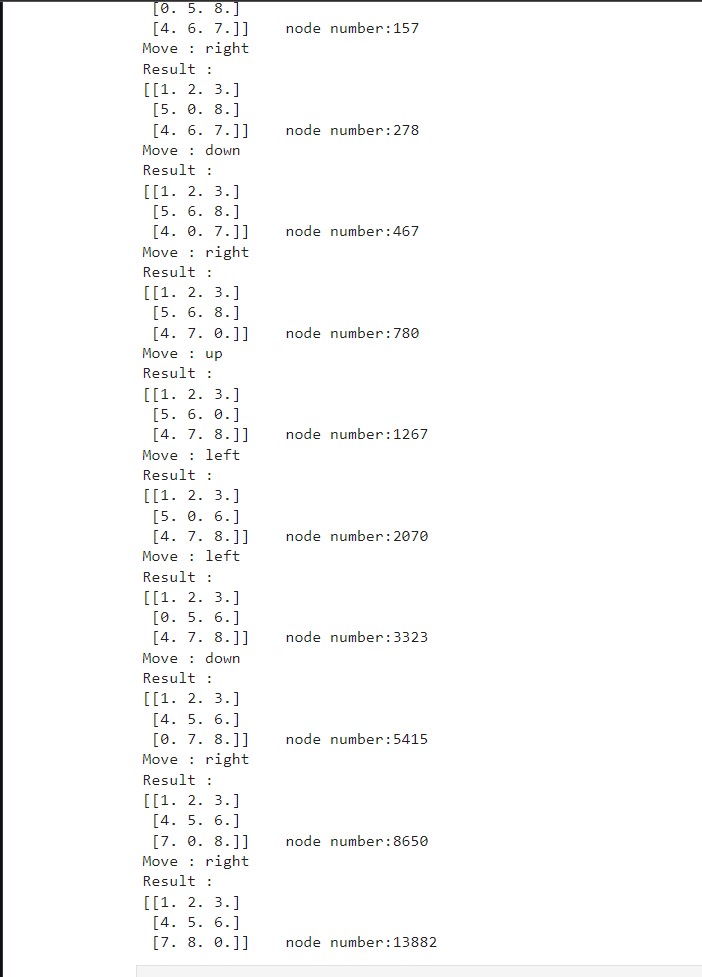 [0. 5. 8.]
[4. 6. 7.]]    node number:157
Move : right
Result :
[[1. 2. 3.]
[5. 0. 8.]
[4. 6. 7.]]    node number:278
Move : down
Result :
[[1. 2. 3.]
[5. 6. 8.]
[4. 0. 7.]]    node number:467
Move : right
Result :
[[1. 2. 3.]
[5. 6. 8.]
[4. 7. 0.]]    node number:780
Move : up
Result :
[[1. 2. 3.]
[5. 6. 0.]
[4. 7. 8.]]    node number:1267
Move : left
Result :
[[1. 2. 3.]
[5. 0. 6.]
[4. 7. 8.]]    node number:2070
Move : left
Result :
[[1. 2. 3.]
[0. 5. 6.]
[4. 7. 8.]]    node number:3323
Move : down
Result :
[[1. 2. 3.]
[4. 5. 6.]
[0. 7. 8.]]    node number:5415
Move : right
Result :
[[1. 2. 3.]
[4. 5. 6.]
[7. 0. 8.]]    node number:8650
Move : right
Result :
[[1. 2. 3.]
[4. 5. 6.]
[7. 8. 0.]]    node number:13882